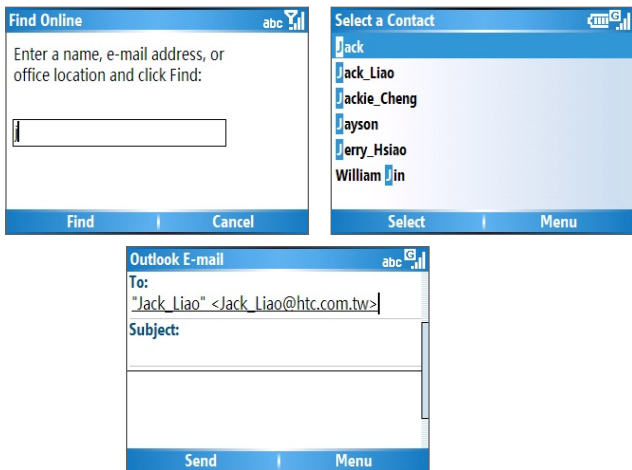 Find Online
abc
Enter a name, e-mail address, or
office location and click Find:
j
Find
Cancel
Select a Contact
G
Jack
Jack_Liao
Jackie_Cheng
Jayson
Jerry_Hsiao
William Jin
Select
Menu
Outlook E-mail
abc
G
To:
"Jack_Liao" <Jack_Liao@htc.com.tw>
Subject:
Send
Menu